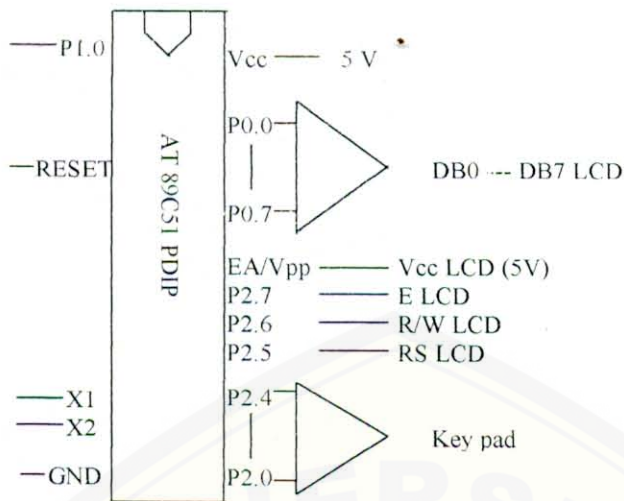 P1.0
Vcc 5 V
P0.0
RESET
AT 89C51 PDIP
DB0 ---- DB7 LCD
P0.7
EA/Vpp Vcc LCD (5V)
P2.7 E LCD
P2.6 R/W LCD
P2.5 RS LCD
X1
P2.4
X2
Key pad
GND
P2.0